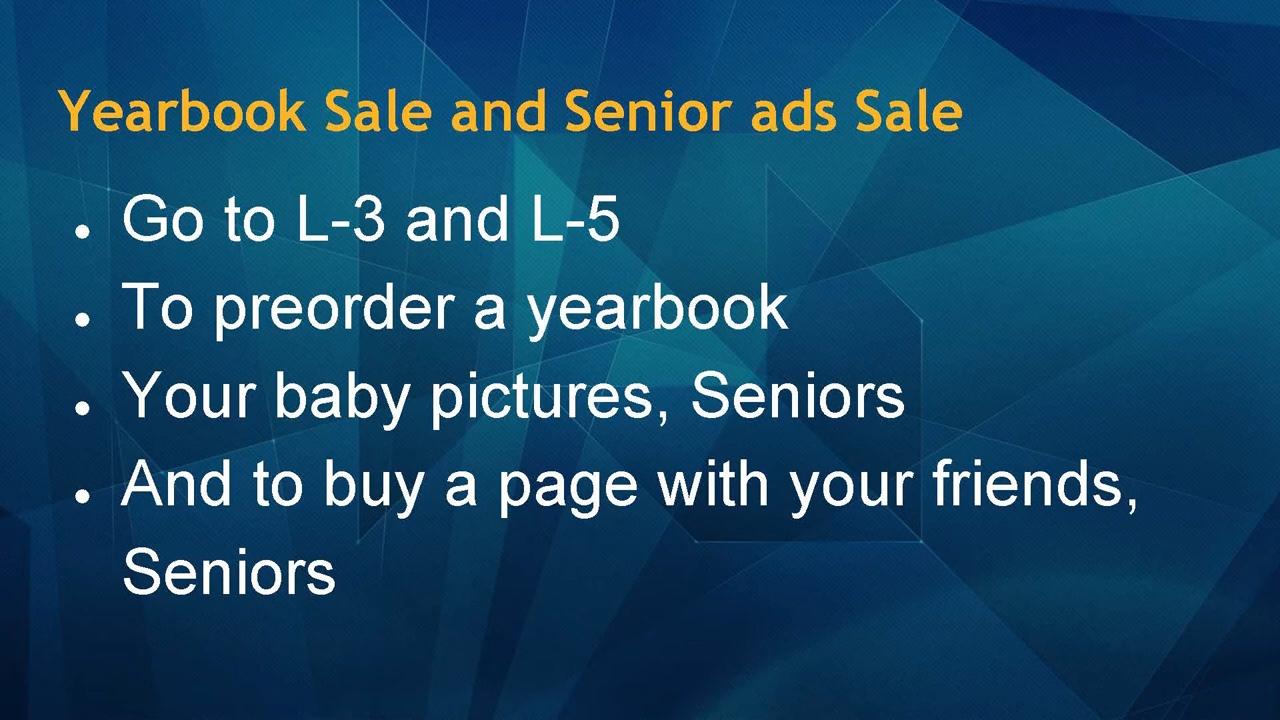 Yearbook Sale and Senior ads Sale
• Go to L-3 and L-5
• To preorder a yearbook
• Your baby pictures, Seniors
• And to buy a page with your friends,
Seniors